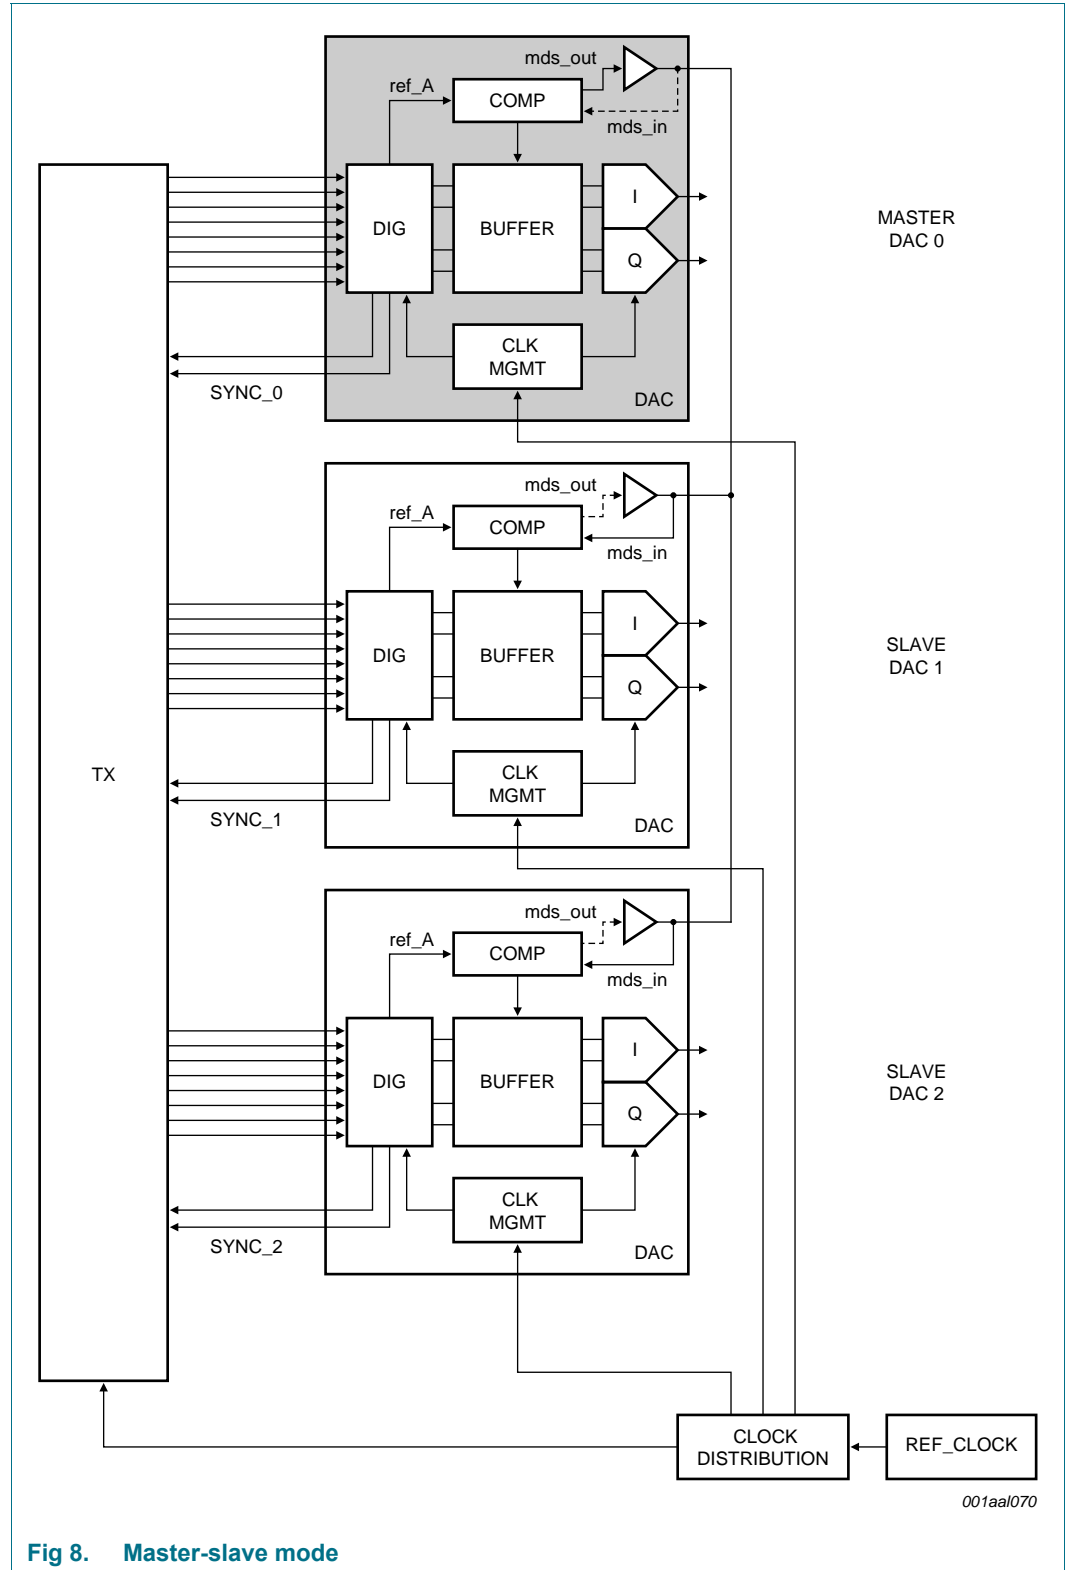 mds_out
ref_A
COMP
mds_in
DIG
BUFFER
I
Q
MASTER
DAC 0
CLK
MGMT
SYNC_0
DAC
mds_out
ref_A
COMP
mds_in
DIG
BUFFER
I
Q
SLAVE
DAC 1
TX
CLK
MGMT
SYNC_1
DAC
mds_out
ref_A
COMP
mds_in
DIG
BUFFER
I
Q
SLAVE
DAC 2
CLK
MGMT
SYNC_2
DAC
CLOCK
DISTRIBUTION
REF_CLOCK
001aal070
Fig 8. Master-slave mode